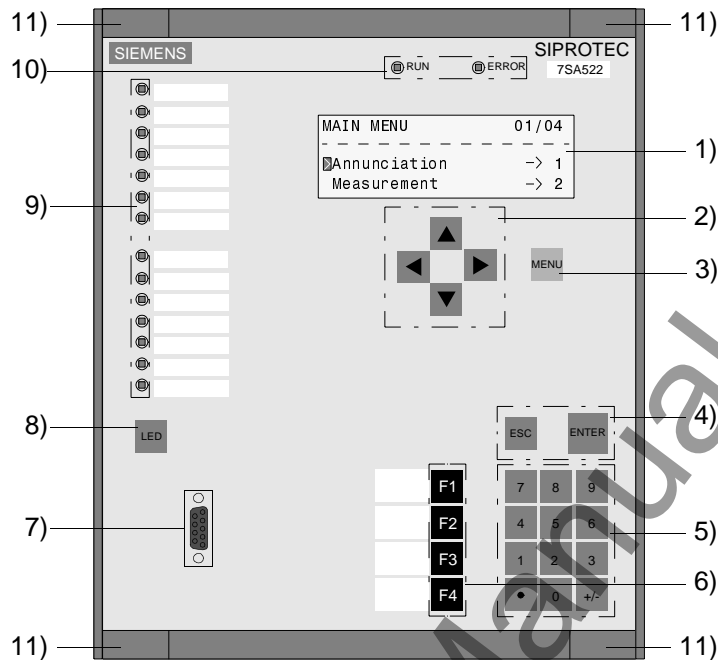 11) 11)
SIEMENS SIPROTEC
10) RUN ERROR 7SA522
MAIN MENU 01/04
1)
Annunciation -> 1
Measurement -> 2
9)
2)
3)
MENU
4)
8)
LED ESC ENTER
F1 7 8 9
7)
F2 4 5 6 5)
F3 1 2 3
6)
F4 • 0 +/-
11) 11)
Manual